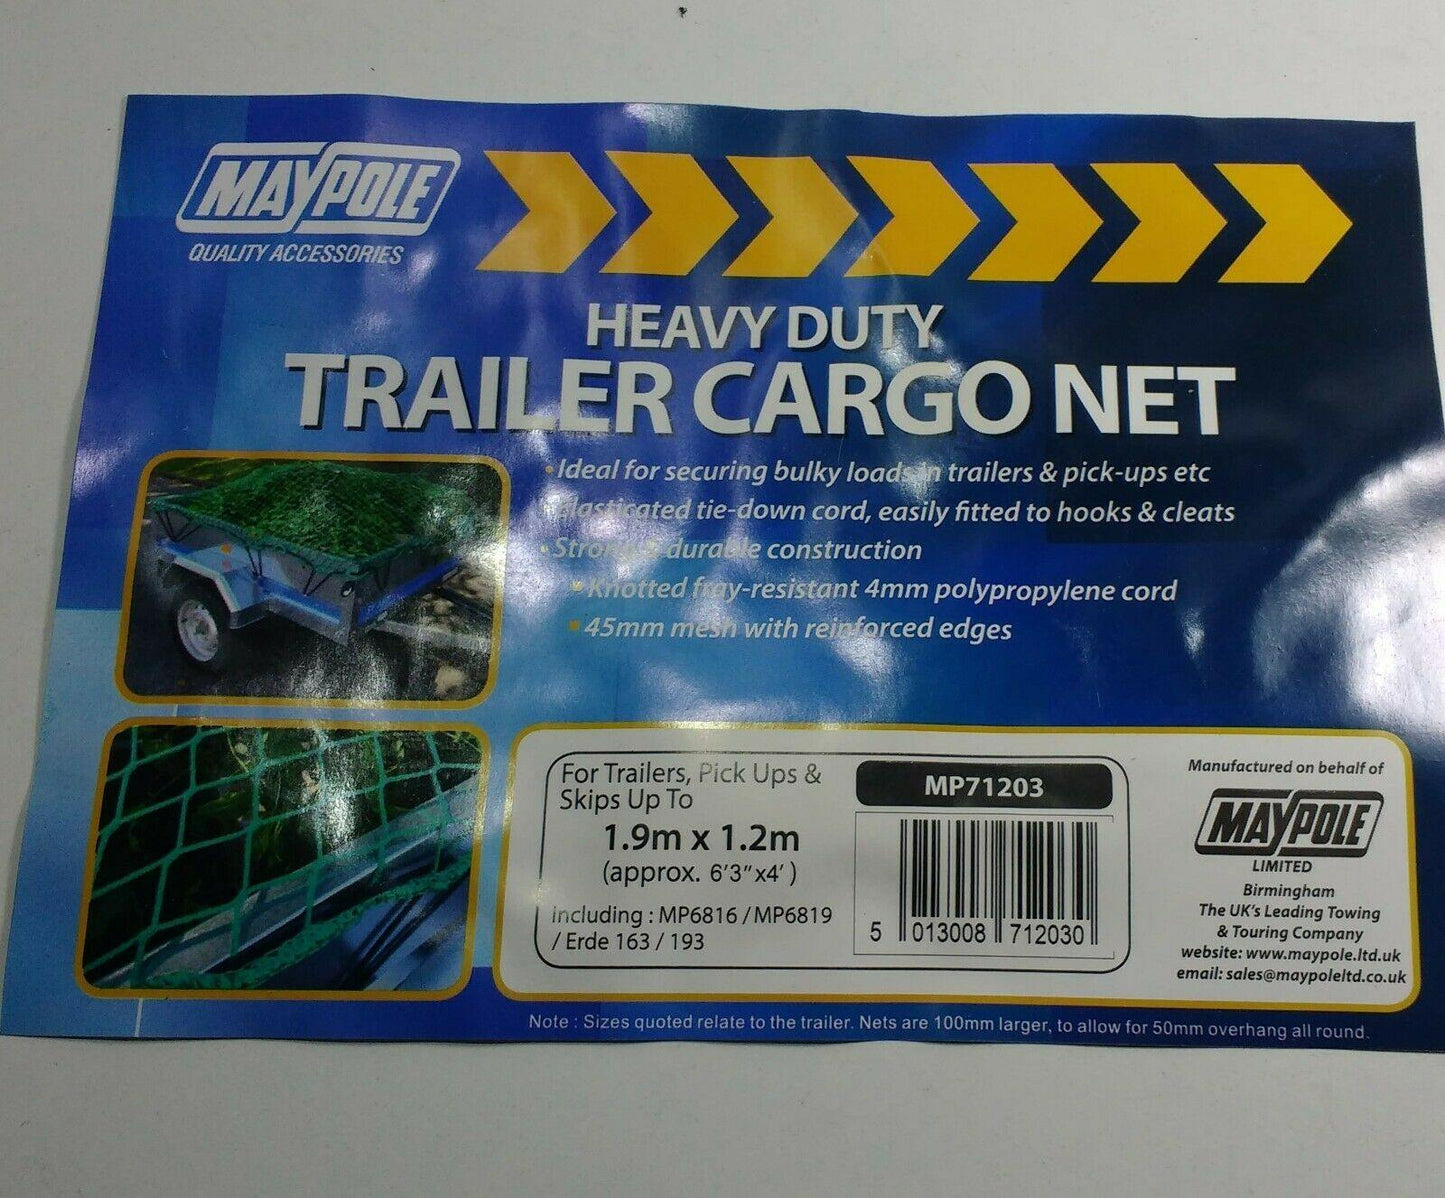 MAYPOLE
QUALITY ACCESSORIES
HEAVY DUTY
TRAILER CARGO NET
•Ideal for securing bulky loads in trailers & pick-ups etc
•Elasticated tie-down cord, easily fitted to hooks & cleats
•Strong & durable construction
•Knotted fray-resistant 4mm polypropylene cord
•45mm mesh with reinforced edges
For Trailers, Pick Ups &
Skips Up To
1.9m x 1.2m
(approx. 6'3"x4' )
including : MP6816 / MP6819
/ Erde 163 / 193
MP71203
5 013008 712030
Manufactured on behalf of
MAYPOLE
LIMITED
Birmingham
The UK's Leading Towing
& Touring Company
website: www.maypole.ltd.uk
email: sales@maypoleltd.co.uk
Note : Sizes quoted relate to the trailer. Nets are 100mm larger, to allow for 50mm overhang all round.